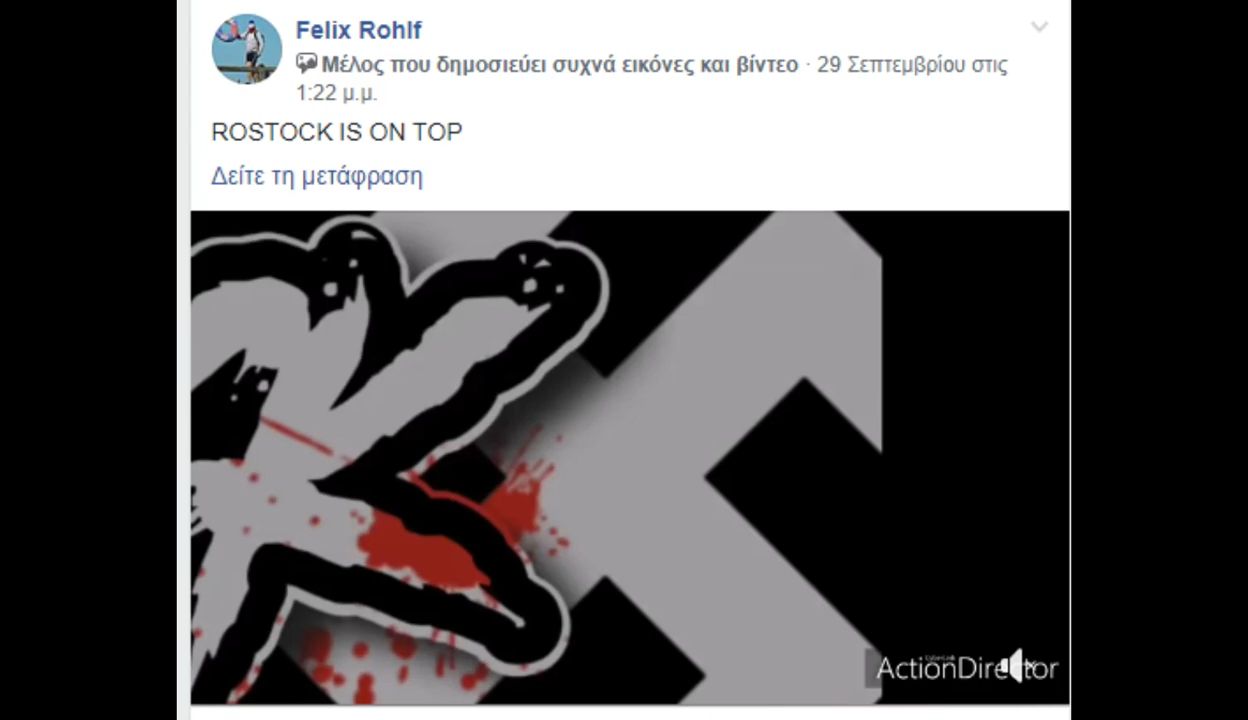 Felix Rohlf
Μέλος που δημοσιεύει συχνά εικόνες και βίντεο · 29 Σεπτεμβρίου στις
1:22 μ.μ.
ROSTOCK IS ON TOP
Δείτε τη μετάφραση
CyberLink
ActionDirector